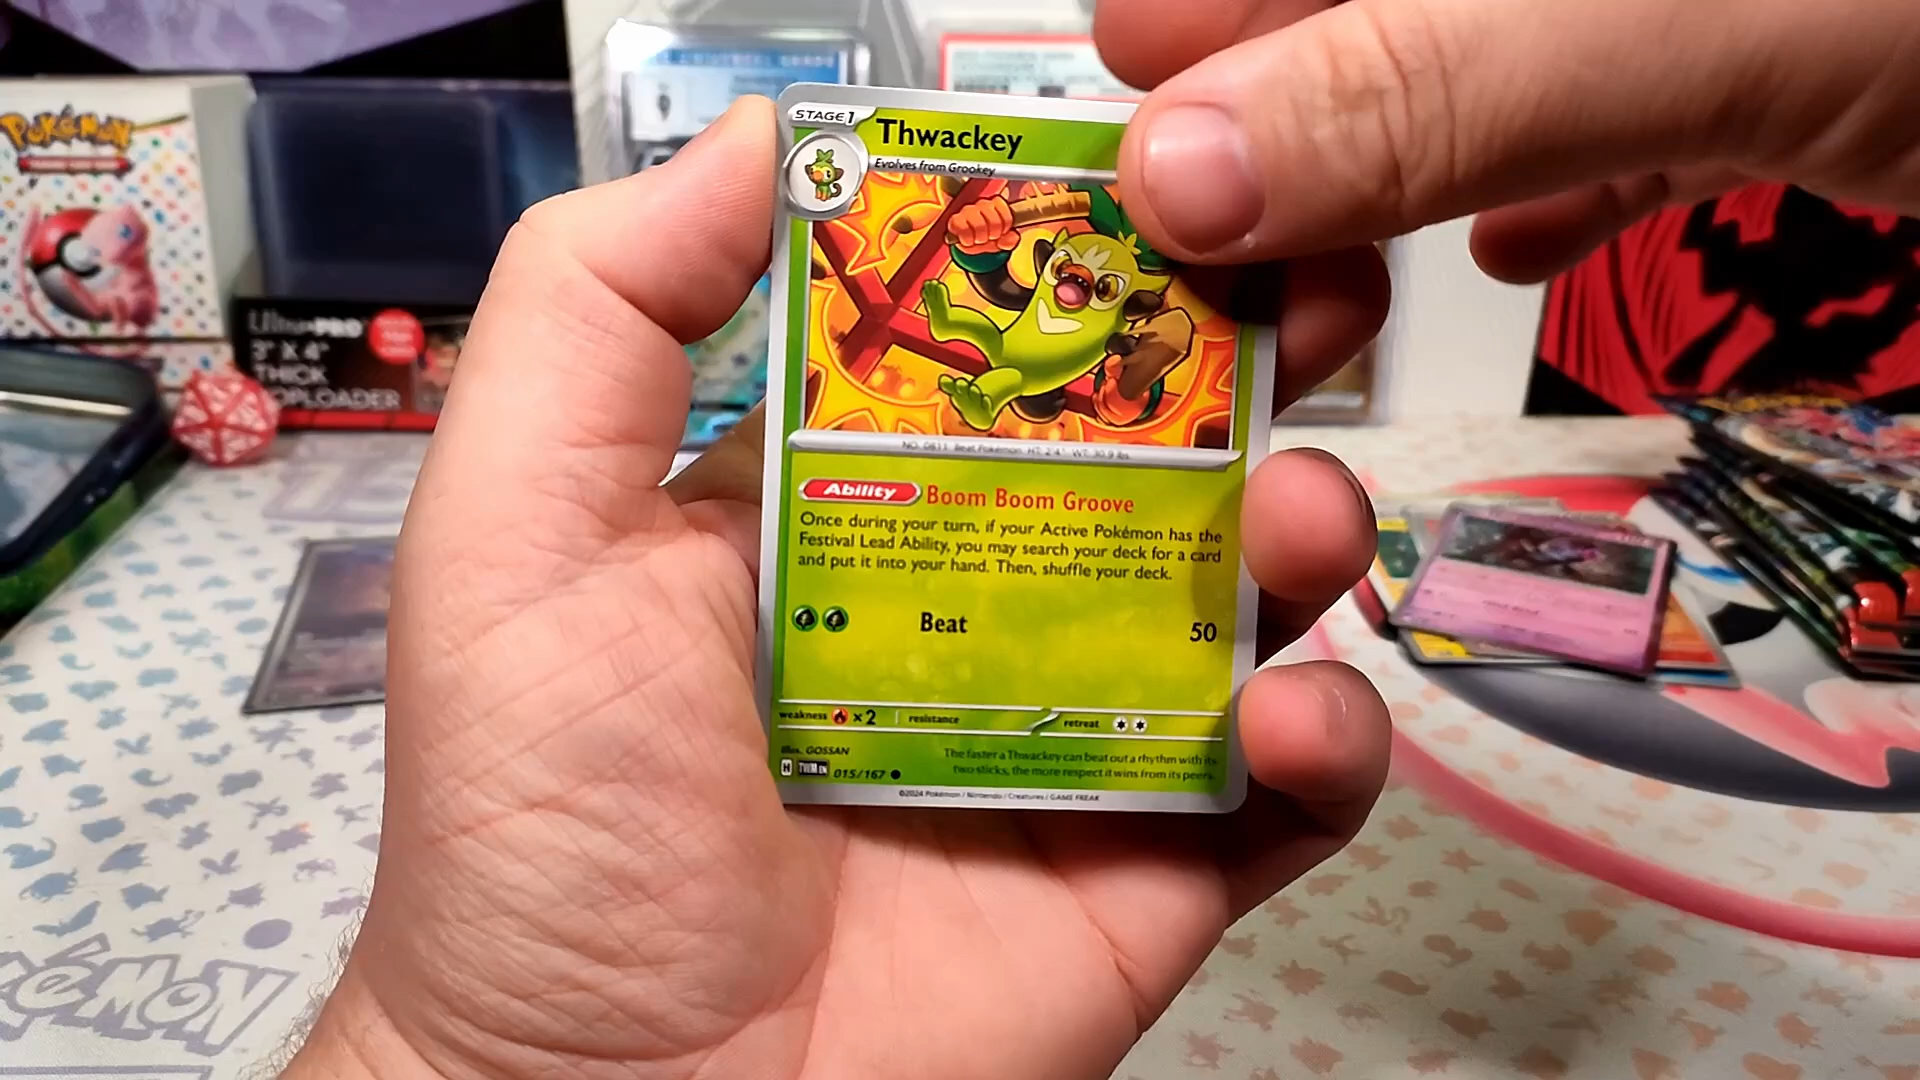 POKéMON
Ultra PRO
3" X 4"
THICK
TOPLOADER
STAGE 1
Thwackey
Evolves from Grookey
NO. 0811 Beat Pokémon HT: 2'4" WT: 30.9 lbs.
Ability Boom Boom Groove
Once during your turn, if your Active Pokémon has the
Festival Lead Ability, you may search your deck for a card
and put it into your hand. Then, shuffle your deck.
Beat 50
weakness ×2 resistance retreat
Illus. GOSSAN
H TWM EN 015/167
The faster a Thwackey can beat out a rhythm with its
two sticks, the more respect it wins from its peers.
©2024 Pokémon / Nintendo / Creatures / GAME FREAK
POKéMON